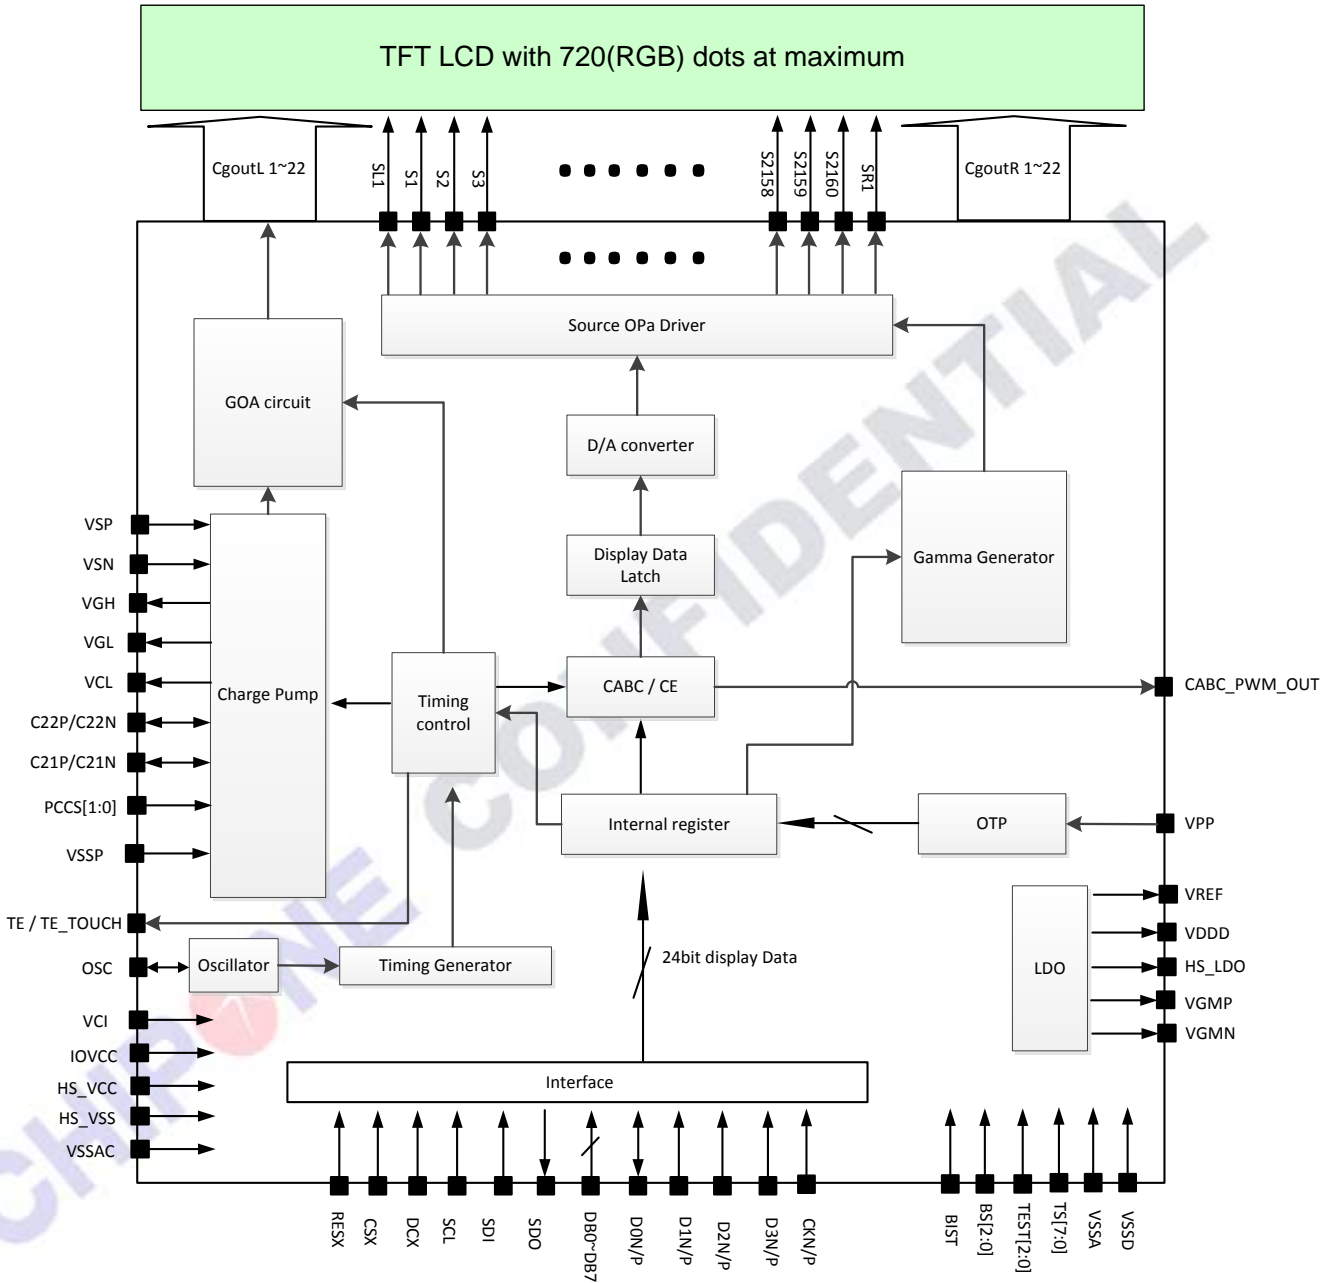 TFT LCD with 720(RGB) dots at maximum
CgoutL 1~22
SL1
S1
S2
S3
S2158
S2159
S2160
SR1
CgoutR 1~22
Source OPa Driver
GOA circuit
D/A converter
Display Data
Latch
Gamma Generator
VSP
VSN
VGH
VGL
VCL
C22P/C22N
C21P/C21N
PCCS[1:0]
VSSP
Charge Pump
Timing
control
CABC / CE
CABC_PWM_OUT
Internal register
OTP
VPP
TE / TE_TOUCH
OSC
Oscillator
Timing Generator
24bit display Data
LDO
VREF
VDDD
HS_LDO
VGMP
VGMN
VCI
IOVCC
HS_VCC
HS_VSS
VSSAC
Interface
RESX
CSX
DCX
SCL
SDI
SDO
DB0~DB7
D0N/P
D1N/P
D2N/P
D3N/P
CKN/P
BIST
BS[2:0]
TEST[2:0]
TS[7:0]
VSSA
VSSD
CHIPONE CONFIDENTIAL